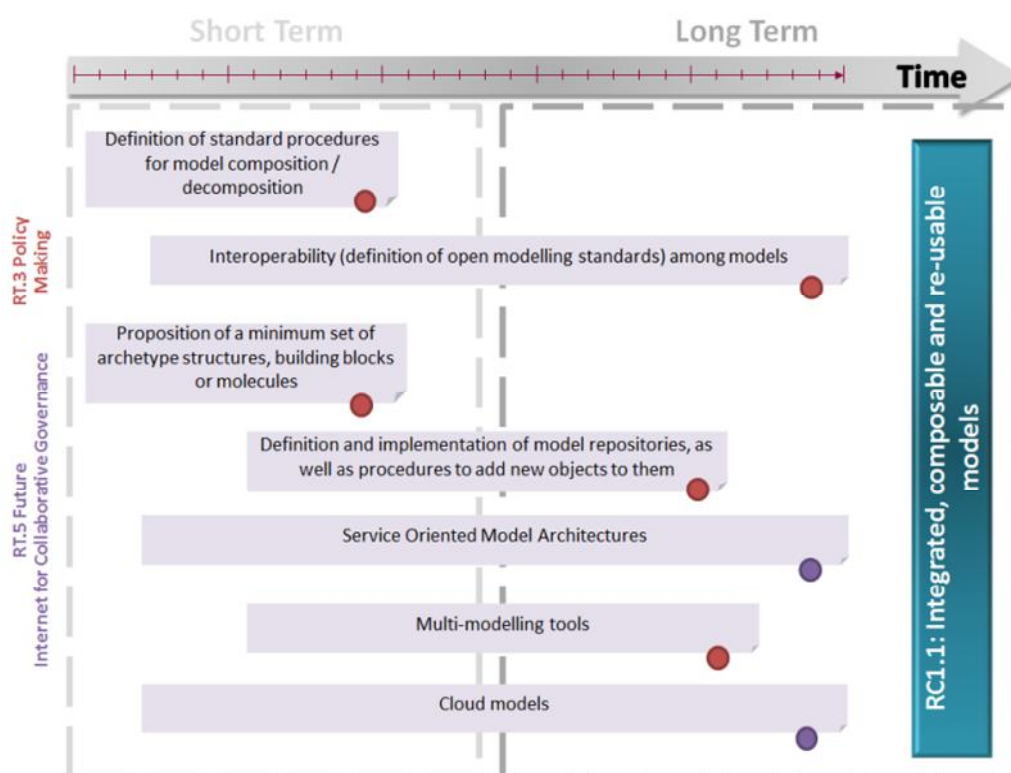 Short Term
Long Term
Time
Definition of standard procedures
for model composition /
decomposition
RT.3 Policy
Making
Interoperability (definition of open modelling standards) among models
Proposition of a minimum set of
archetype structures, building blocks
or molecules
RT.5 Future
Internet for Collaborative Governance
Definition and implementation of model repositories, as
well as procedures to add new objects to them
Service Oriented Model Architectures
Multi-modelling tools
Cloud models
RC1.1: Integrated, composable and re-usable
models